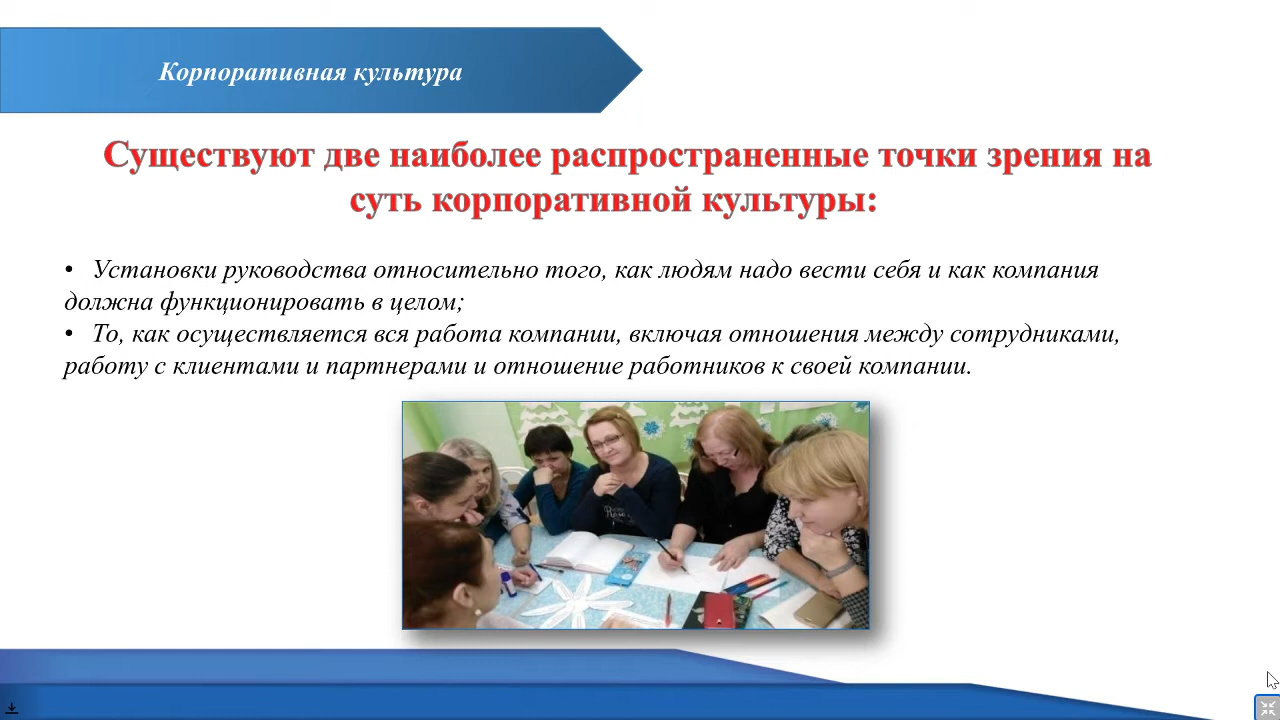 Корпоративная культура
Существуют две наиболее распространенные точки зрения на
суть корпоративной культуры:
• Установки руководства относительно того, как людям надо вести себя и как компания
должна функционировать в целом;
• То, как осуществляется вся работа компании, включая отношения между сотрудниками,
работу с клиентами и партнерами и отношение работников к своей компании.